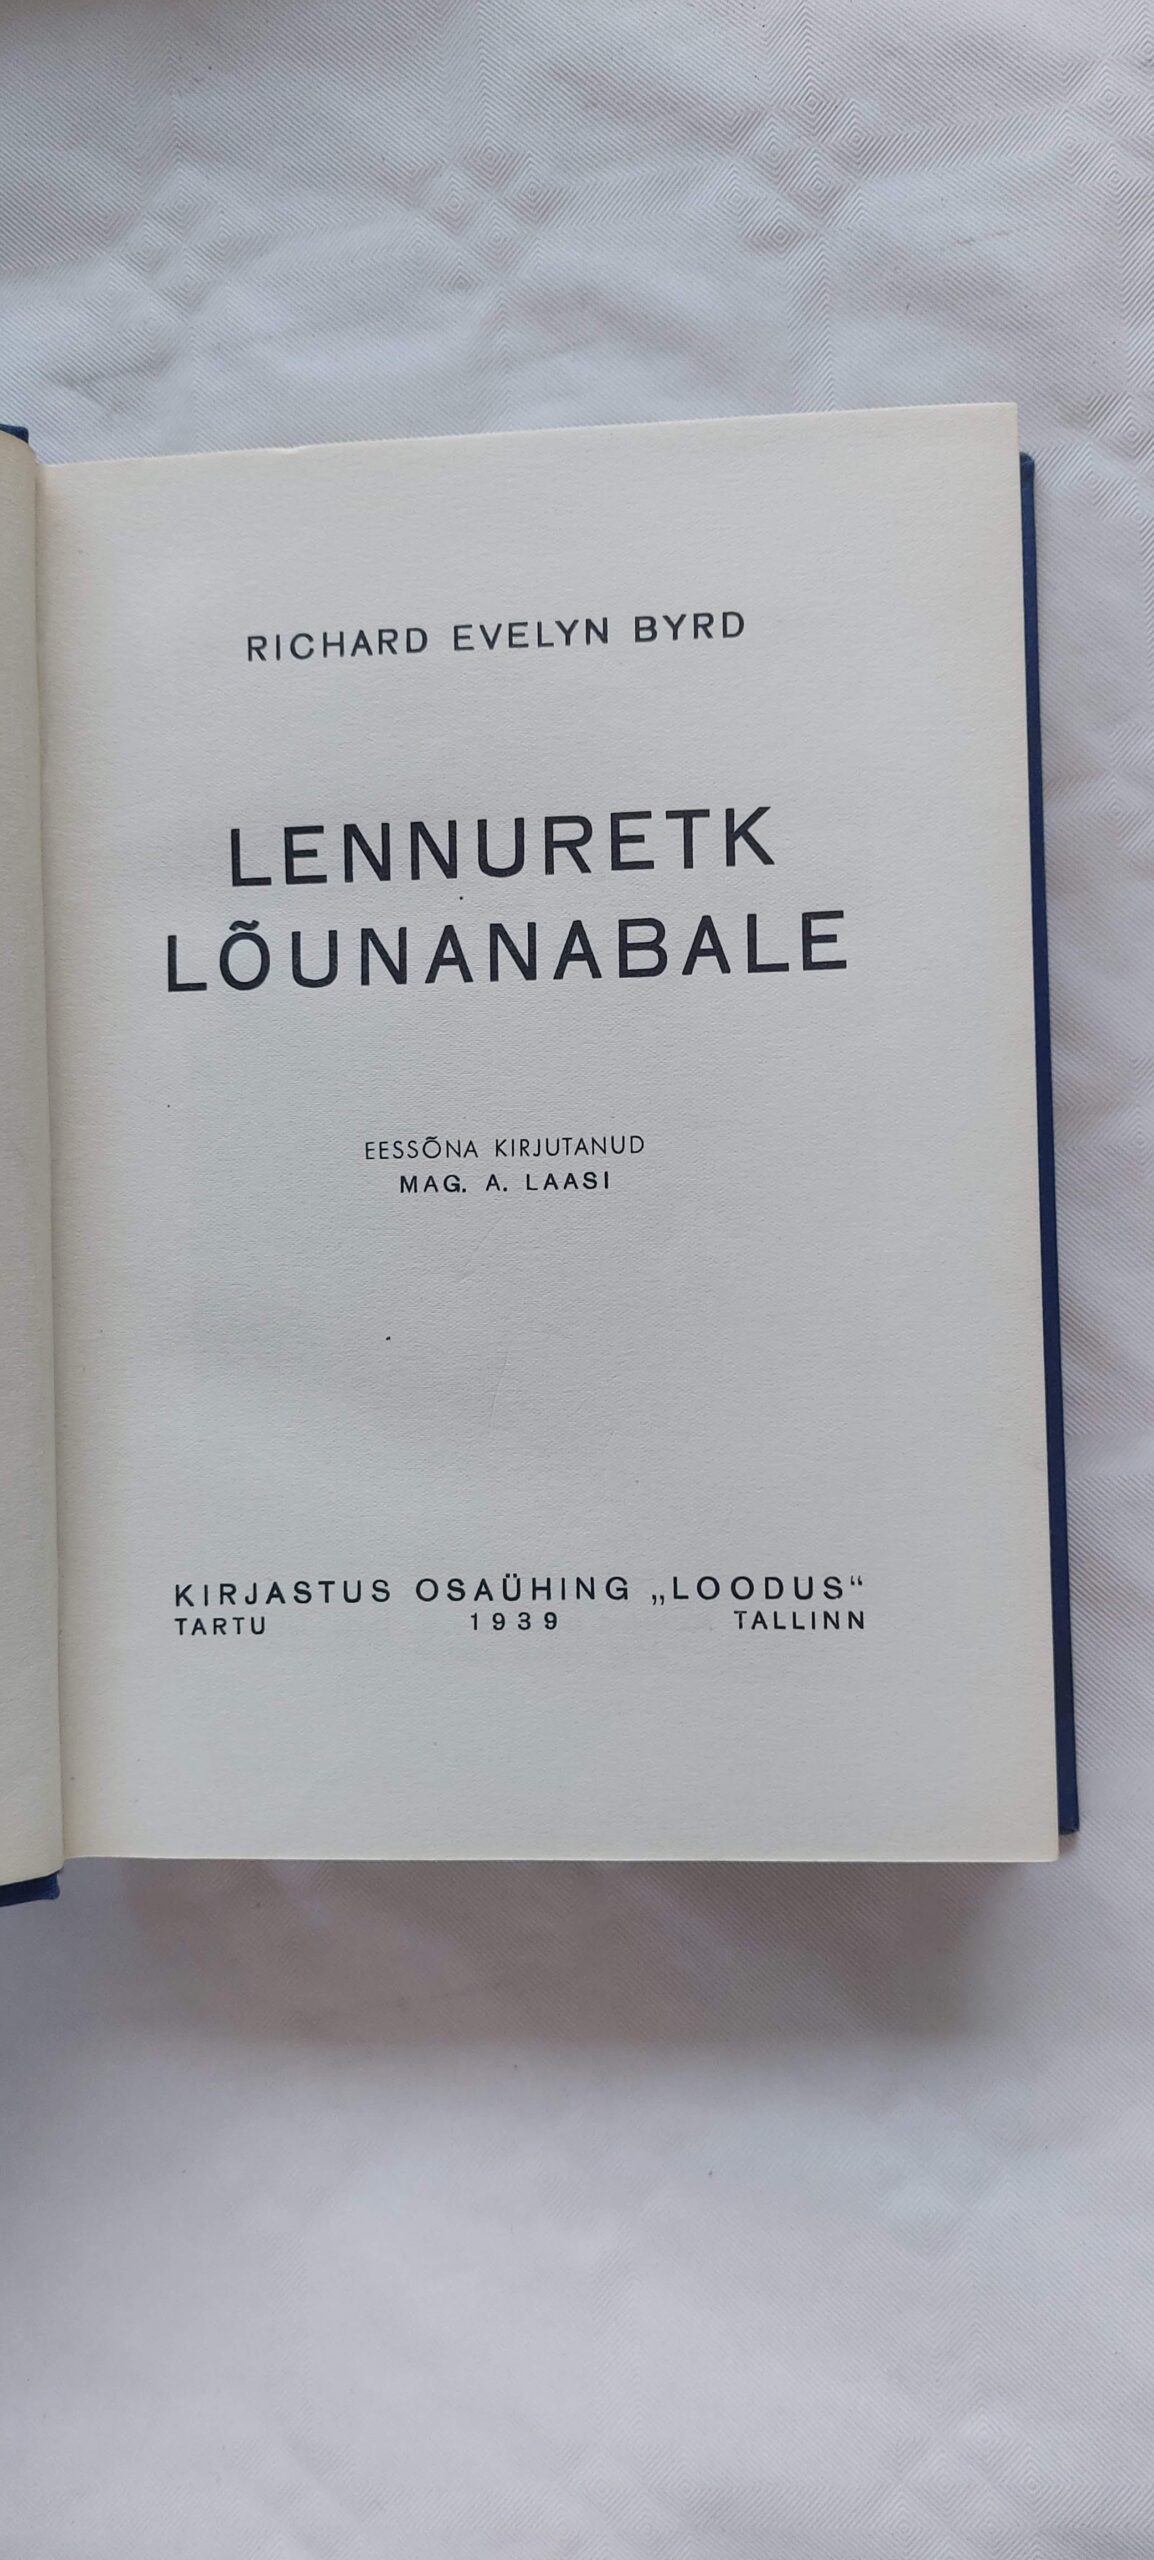 RICHARD EVELYN BYRD
LENNURETK
LÕUNANABALE
EESSÕNA KIRJUTANUD
MAG. A. LAASI
KIRJASTUS OSAÜHING „LOODUS“
TARTU 1939 TALLINN